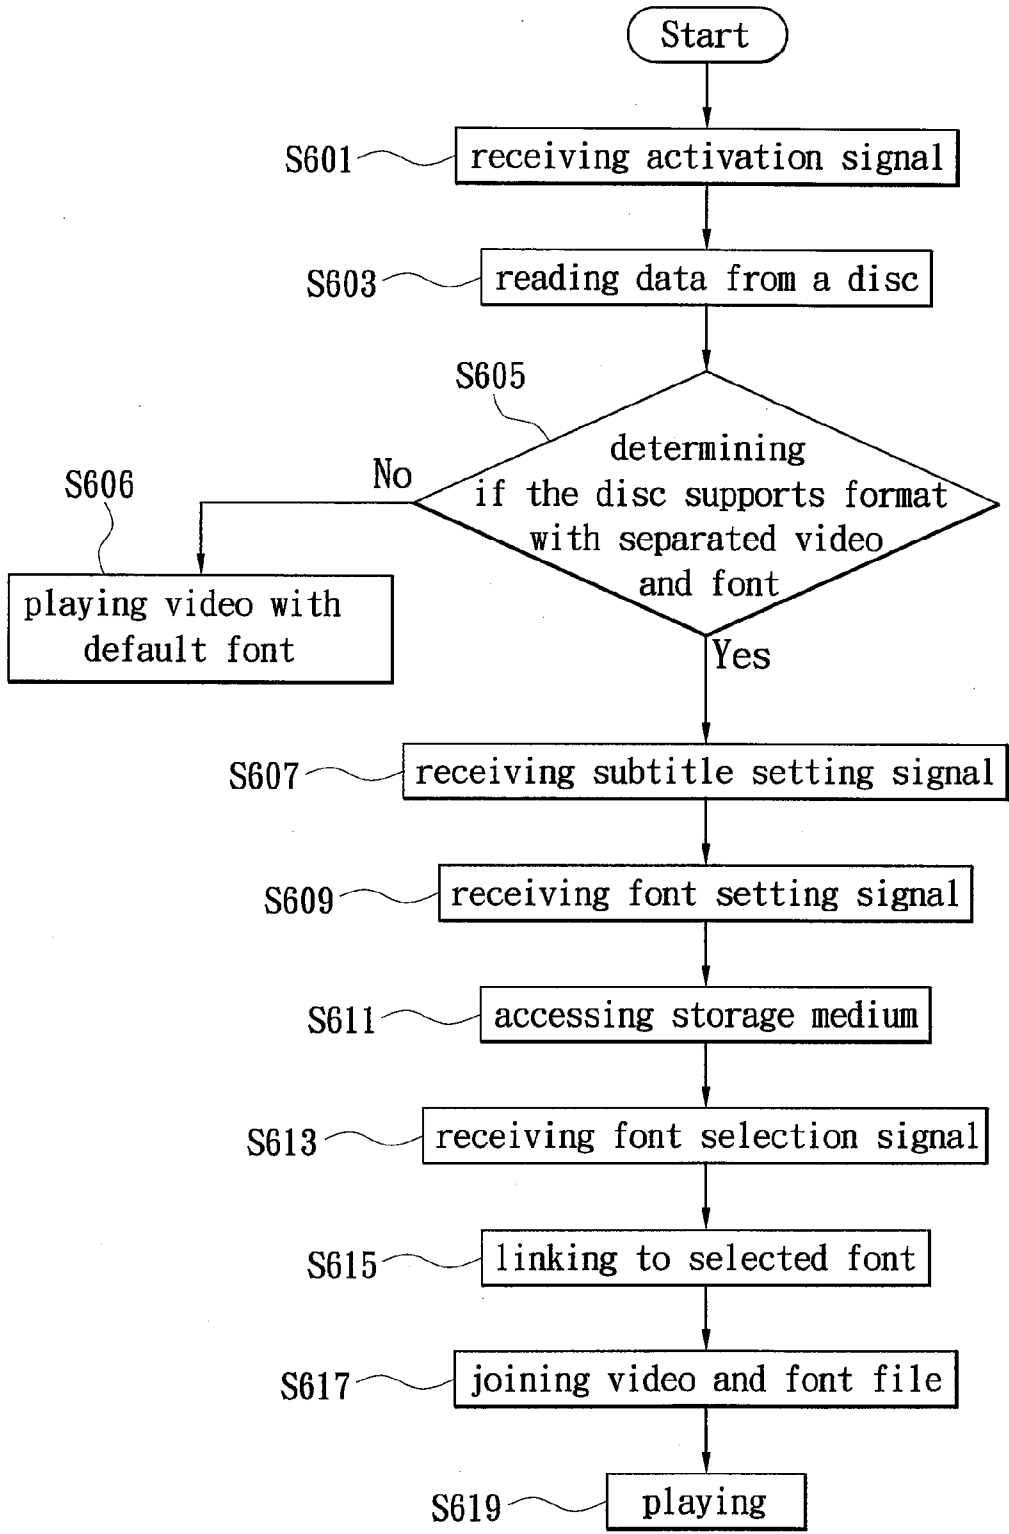 Start
S601
receiving activation signal
S603
reading data from a disc
S605
determining
if the disc supports format
with separated video
and font
No
S606
playing video with
default font
Yes
S607
receiving subtitle setting signal
S609
receiving font setting signal
S611
accessing storage medium
S613
receiving font selection signal
S615
linking to selected font
S617
joining video and font file
S619
playing